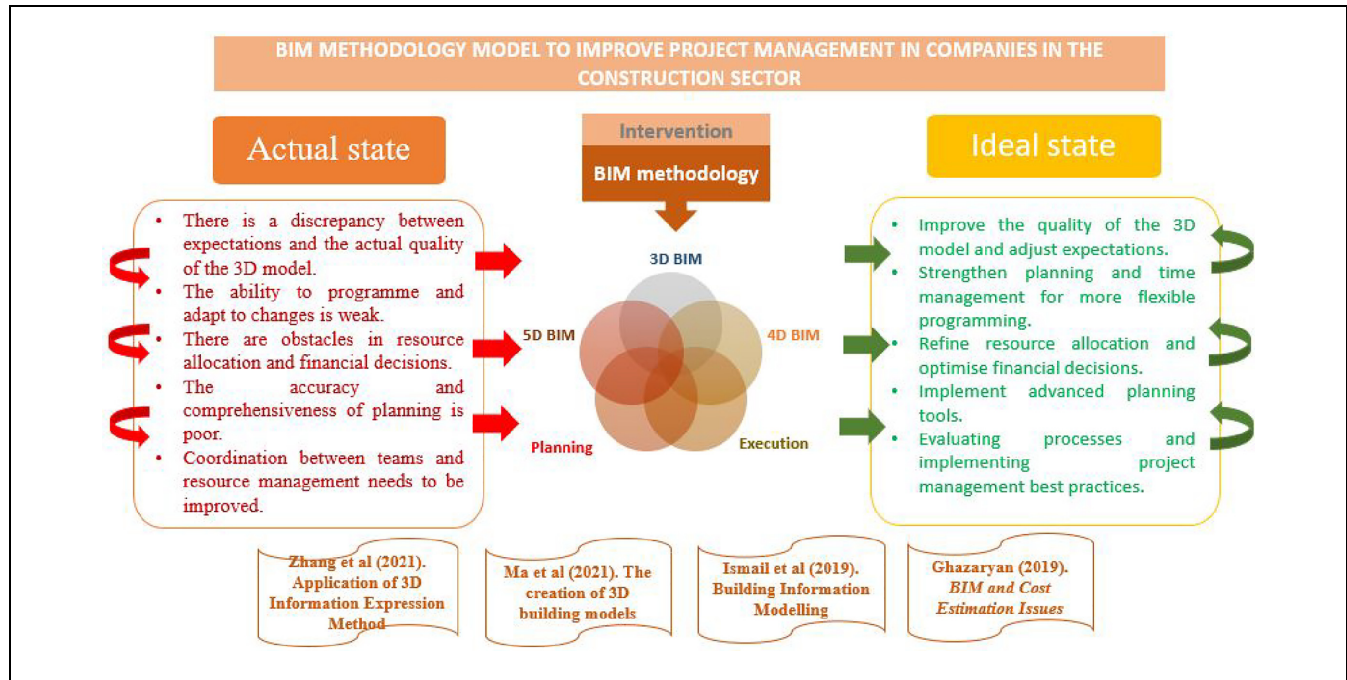 BIM METHODOLOGY MODEL TO IMPROVE PROJECT MANAGEMENT IN COMPANIES IN THE
CONSTRUCTION SECTOR
Actual state
• There is a discrepancy between
expectations and the actual quality
of the 3D model.
• The ability to programme and
adapt to changes is weak.
• There are obstacles in resource
allocation and financial decisions.
• The accuracy and
comprehensiveness of planning is
poor.
• Coordination between teams and
resource management needs to be
improved.
Intervention
BIM methodology
3D BIM
5D BIM
4D BIM
Planning
Execution
Ideal state
• Improve the quality of the 3D
model and adjust expectations.
• Strengthen planning and time
management for more flexible
programming.
• Refine resource allocation and
optimise financial decisions.
• Implement advanced planning
tools.
• Evaluating processes and
implementing project
management best practices.
Zhang et al (2021).
Application of 3D
Information Expression
Method
Ma et al (2021). The
creation of 3D
building models
Ismail et al (2019).
Building Information
Modelling
Ghazaryan (2019).
BIM and Cost
Estimation Issues